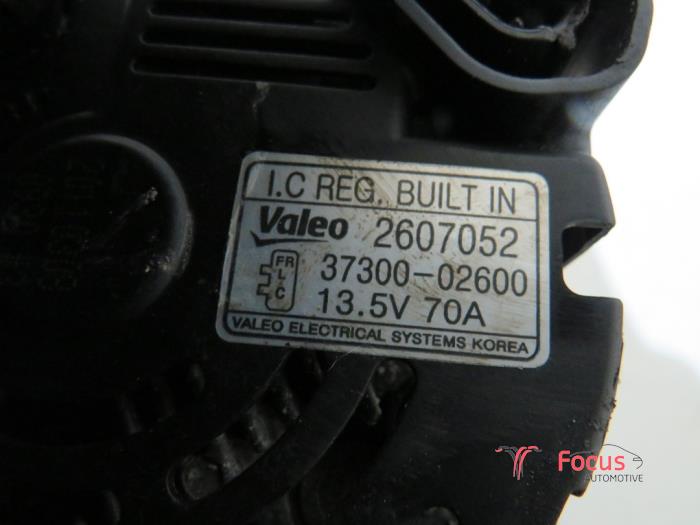 I.C REG. BUILT IN
Valeo 2607052
FR
L
C
37300-02600
13.5V 70A
VALEO ELECTRICAL SYSTEMS KOREA
Focus
AUTOMOTIVE